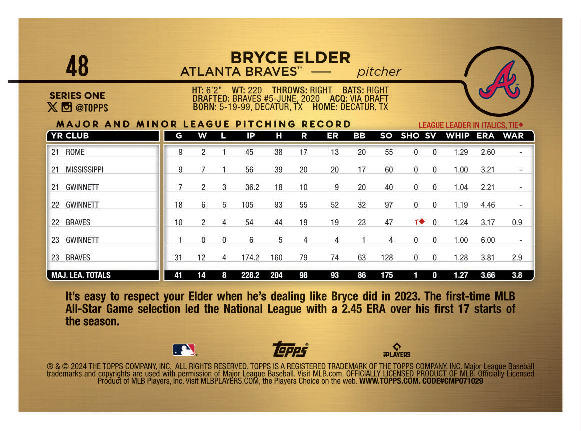 48
BRYCE ELDER
ATLANTA BRAVES™ — pitcher
SERIES ONE
@TOPPS
HT: 6'2" WT: 220 THROWS: RIGHT BATS: RIGHT
DRAFTED: BRAVES #5-JUNE, 2020 ACQ: VIA DRAFT
BORN: 5-19-99, DECATUR, TX HOME: DECATUR, TX
MAJOR AND MINOR LEAGUE PITCHING RECORD LEAGUE LEADER IN ITALICS, TIE♦
YR CLUB G W L IP H R ER BB SO SHO SV WHIP ERA WAR
21 ROME 9 2 1 45 38 17 13 20 55 0 0 1.29 2.60 -
21 MISSISSIPPI 9 7 1 56 39 20 20 17 60 0 0 1.00 3.21 -
21 GWINNETT 7 2 3 36.2 18 10 9 20 40 0 0 1.04 2.21 -
22 GWINNETT 18 6 5 105 93 55 52 32 97 0 0 1.19 4.46 -
22 BRAVES 10 2 4 54 44 19 19 23 47 1♦ 0 1.24 3.17 0.9
23 GWINNETT 1 0 0 6 5 4 4 1 4 0 0 1.00 6.00 -
23 BRAVES 31 12 4 174.2 160 79 74 63 128 0 0 1.28 3.81 2.9
MAJ. LEA. TOTALS 41 14 8 228.2 204 98 93 86 175 1 0 1.27 3.66 3.8
It's easy to respect your Elder when he's dealing like Bryce did in 2023. The first-time MLB
All-Star Game selection led the National League with a 2.45 ERA over his first 17 starts of
the season.
Topps
PLAYERS
® & © 2024 THE TOPPS COMPANY, INC. ALL RIGHTS RESERVED. TOPPS IS A REGISTERED TRADEMARK OF THE TOPPS COMPANY, INC. Major League Baseball
trademarks and copyrights are used with permission of Major League Baseball. Visit MLB.com. OFFICIALLY LICENSED PRODUCT OF MLB. Officially Licensed
Product of MLB Players, Inc. Visit MLBPLAYERS.COM, the Players Choice on the web. WWW.TOPPS.COM. CODE#CMP071029